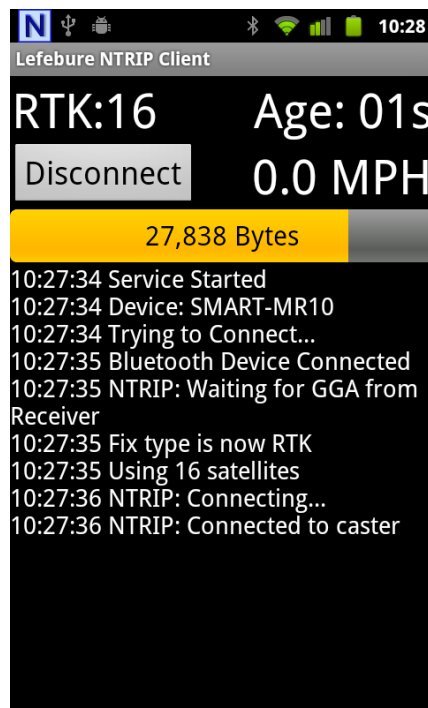 N 10:28
Lefebure NTRIP Client
RTK:16 Age: 01s
Disconnect 0.0 MPH
27,838 Bytes
10:27:34 Service Started
10:27:34 Device: SMART-MR10
10:27:34 Trying to Connect...
10:27:35 Bluetooth Device Connected
10:27:35 NTRIP: Waiting for GGA from
Receiver
10:27:35 Fix type is now RTK
10:27:35 Using 16 satellites
10:27:36 NTRIP: Connecting...
10:27:36 NTRIP: Connected to caster